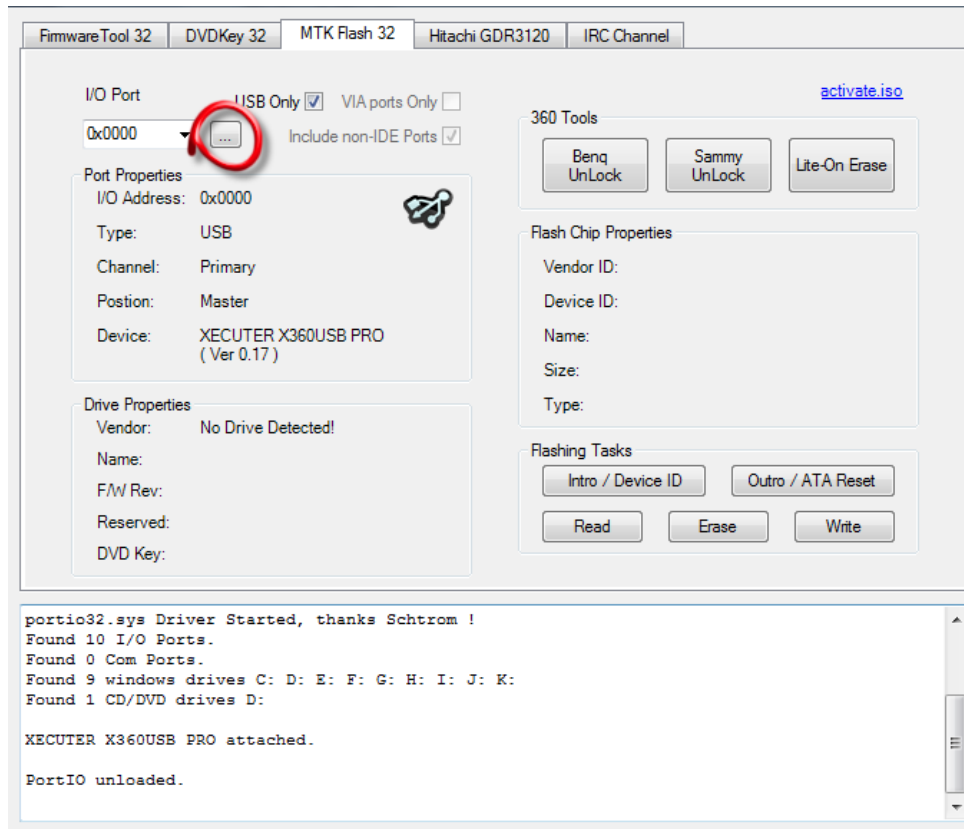 FirmwareTool 32 DVDKey 32 MTK Flash 32 Hitachi GDR3120 IRC Channel
I/O Port USB Only VIA ports Only
0x0000 ... Include non-IDE Ports
Port Properties
I/O Address: 0x0000
Type: USB
Channel: Primary
Postion: Master
Device: XECUTER X360USB PRO
( Ver 0.17 )
Drive Properties
Vendor: No Drive Detected!
Name:
F/W Rev:
Reserved:
DVD Key:
activate.iso
360 Tools
Benq UnLock
Sammy UnLock
Lite-On Erase
Flash Chip Properties
Vendor ID:
Device ID:
Name:
Size:
Type:
Flashing Tasks
Intro / Device ID Outro / ATA Reset
Read Erase Write
portio32.sys Driver Started, thanks Schtrom !
Found 10 I/O Ports.
Found 0 Com Ports.
Found 9 windows drives C: D: E: F: G: H: I: J: K:
Found 1 CD/DVD drives D:
XECUTER X360USB PRO attached.
PortIO unloaded.